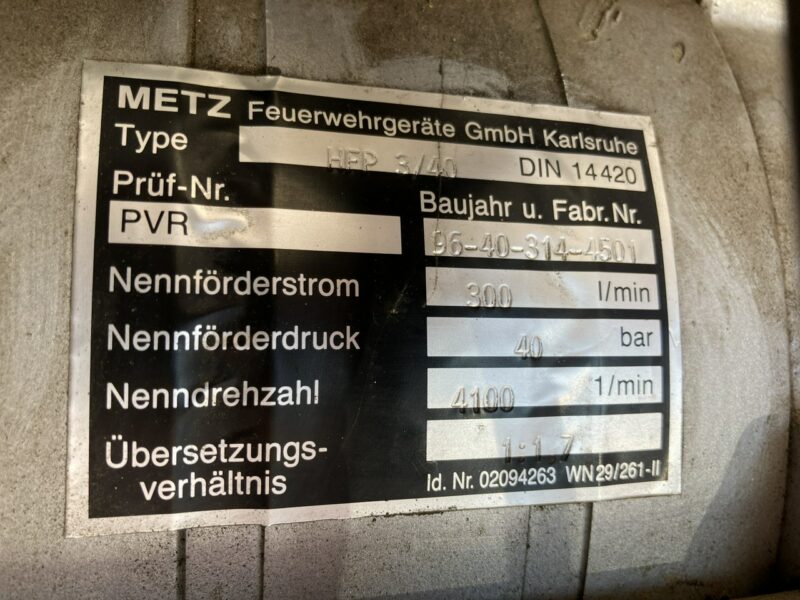 METZ Feuerwehrgeräte GmbH Karlsruhe
Type HFP 3/40 DIN 14420
Prüf-Nr. Baujahr u. Fabr. Nr.
PVR 96-40-314-4501
Nennförderstrom 300 l/min
Nennförderdruck 40 bar
Nenndrehzahl 4100 1/min
Übersetzungs- 1:1,7
verhältnis Id. Nr. 02094263 WN 29/261-II